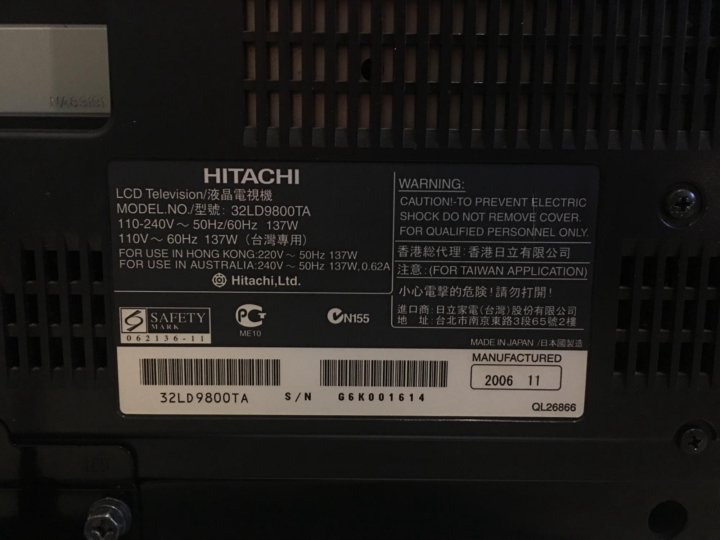 HITACHI
LCD Television/液晶電視機
MODEL.NO./型號: 32LD9800TA
110-240V～ 50Hz/60Hz 137W
110V～ 60Hz 137W (台灣專用)
FOR USE IN HONG KONG:220V～ 50Hz 137W
FOR USE IN AUSTRALIA:240V～ 50Hz 137W, 0.62A
Hitachi,Ltd.
SAFETY
MARK
062136-11
ME10
N155
WARNING:
CAUTION!-TO PREVENT ELECTRIC
SHOCK DO NOT REMOVE COVER.
FOR QUALIFIED PERSONNEL ONLY.
香港総代理:香港日立有限公司
注意:(FOR TAIWAN APPLICATION)
小心電擊的危険!請勿打開!
進口商: 日立家電(台灣)股份有限公司
地 址: 台北市南京東路3段65號2樓
MADE IN JAPAN /日本國製造
MANUFACTURED
2006 11
32LD9800TA S/N G6K001614
QL26866